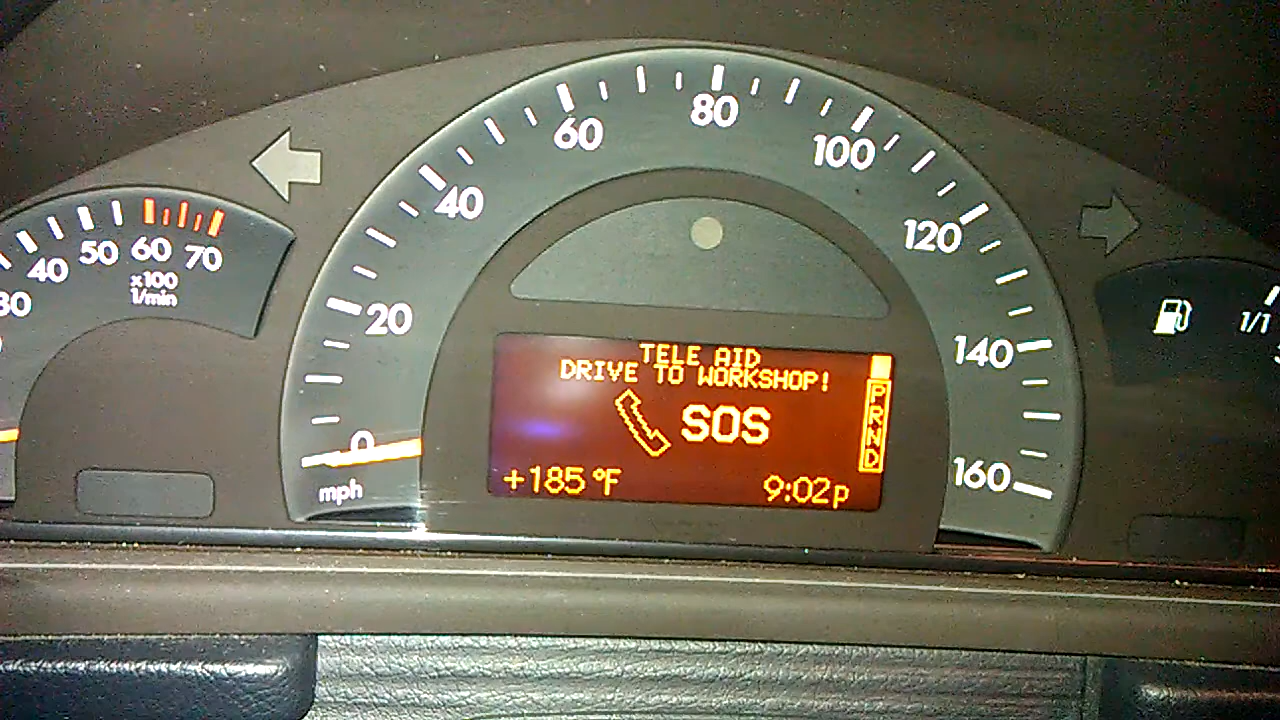 60
80
100
40
120
20
140
0
160
mph
30
40
50
60
70
x100
1/min
TELE AID
DRIVE TO WORKSHOP!
SOS
P
R
N
D
+185 °F
9:02p
1/1